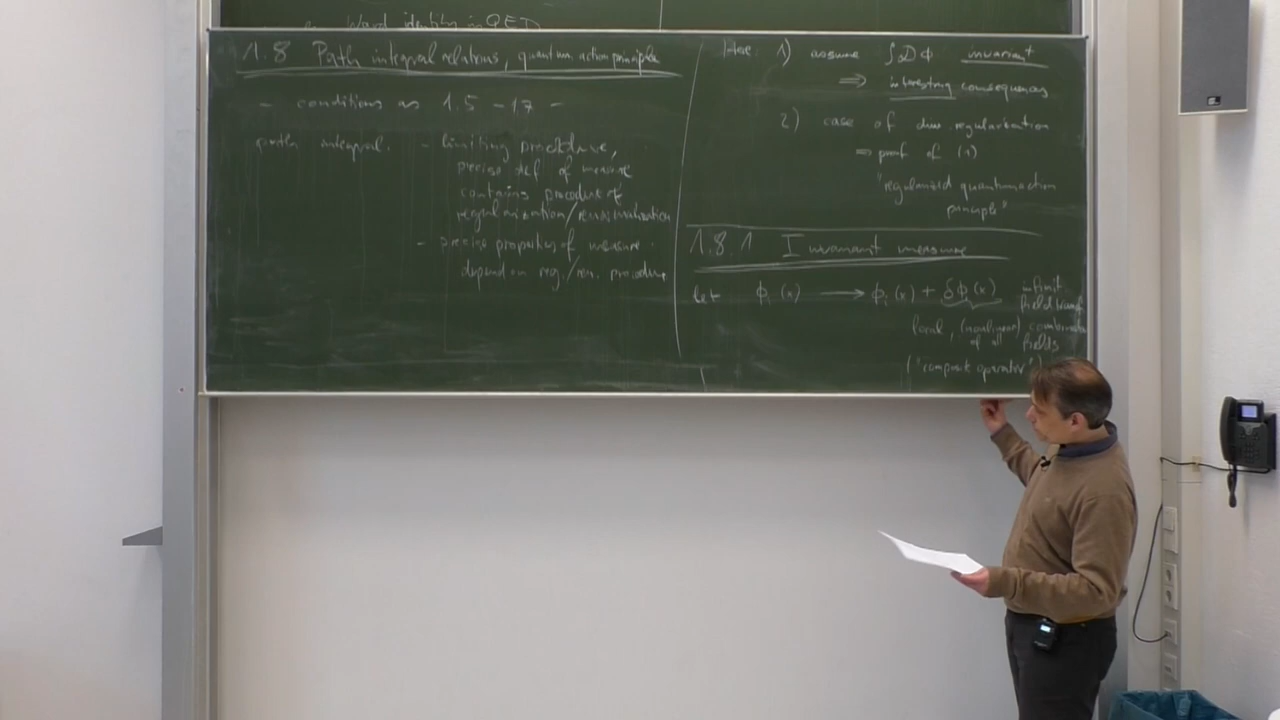 Ward identity in QED
1.8 Path integral relations, quantum action principle
- conditions as 1.5 - 1.7 -
path integral. - limiting procedure,
precise def of measure
contains procedure of
regularization/renormalization
- precise properties of measure
depend on reg./ren. procedure
Here: 1) assume ∫DΦ invariant
⇒ interesting consequences
2) case of dim. regularization
⇒ proof of (1)
"regularized quantum action
principle"
1.8.1 Invariant measure
let ϕᵢ(x) → ϕᵢ(x) + δϕᵢ(x) infinit.
field transf
local, (nonlinear) combination
of all fields
("composite operator")